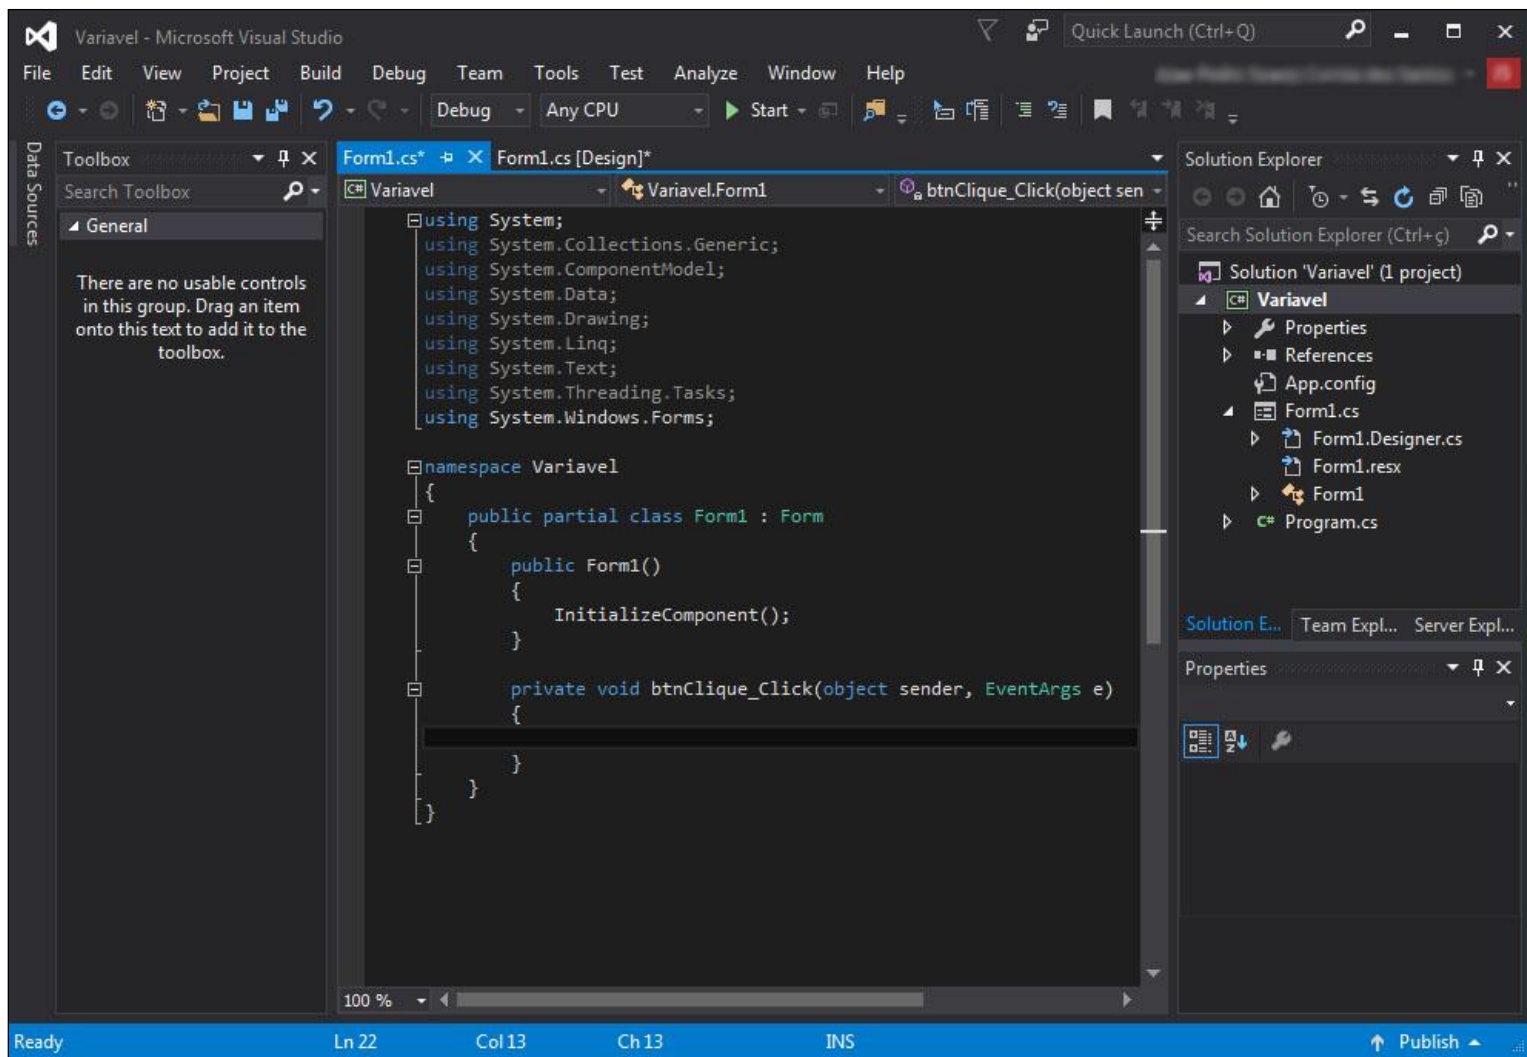 Variavel - Microsoft Visual Studio
Quick Launch (Ctrl+Q)
File Edit View Project Build Debug Team Tools Test Analyze Window Help
Debug Any CPU Start
Data Sources
Toolbox
Search Toolbox
General
There are no usable controls
in this group. Drag an item
onto this text to add it to the
toolbox.
Form1.cs* Form1.cs [Design]*
Variavel Variavel.Form1 btnClique_Click(object sen
using System;
using System.Collections.Generic;
using System.ComponentModel;
using System.Data;
using System.Drawing;
using System.Linq;
using System.Text;
using System.Threading.Tasks;
using System.Windows.Forms;
namespace Variavel
{
public partial class Form1 : Form
{
public Form1()
{
InitializeComponent();
}
private void btnClique_Click(object sender, EventArgs e)
{
}
}
}
100 %
Solution Explorer
Search Solution Explorer (Ctrl+ç)
Solution 'Variavel' (1 project)
C# Variavel
Properties
References
App.config
Form1.cs
Form1.Designer.cs
Form1.resx
Form1
C# Program.cs
Solution E... Team Expl... Server Expl...
Properties
Ready Ln 22 Col 13 Ch 13 INS Publish